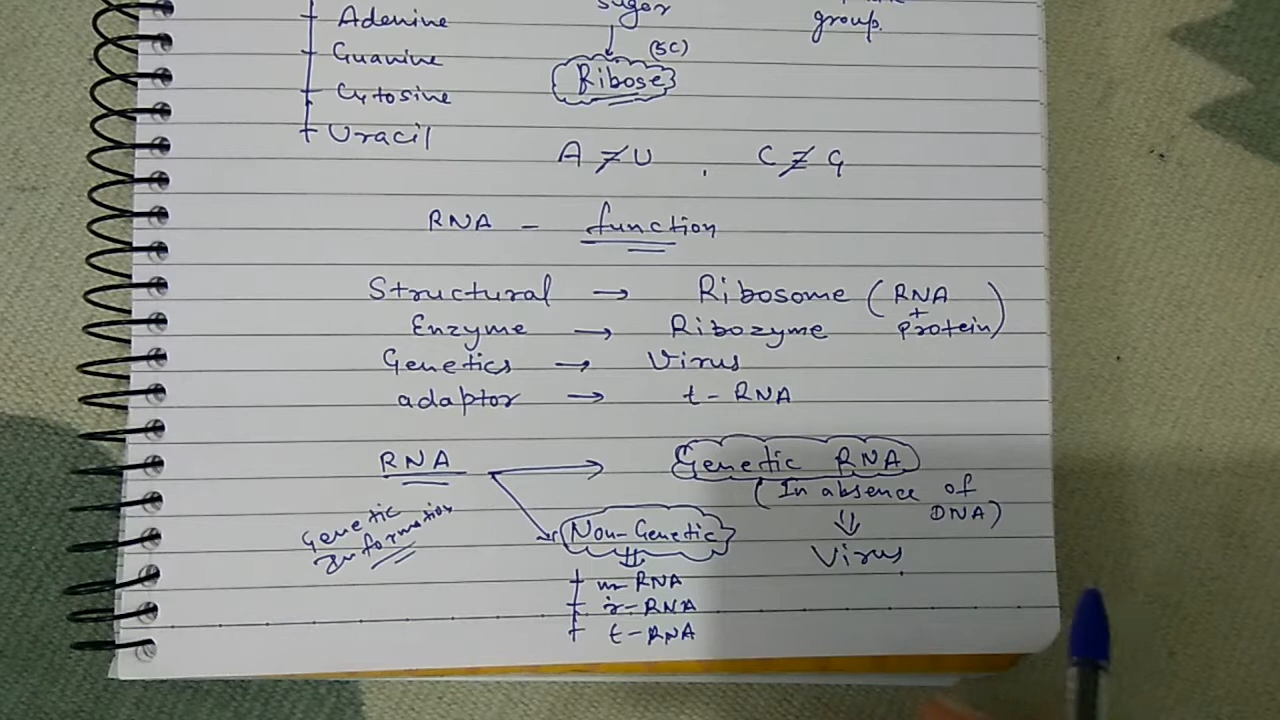 Adenine
sugar
group.
Guanine
(5C)
Ribose
Cytosine
Uracil
A ≠ U , C ≠ G
RNA - function
Structural → Ribosome (RNA + protein)
Enzyme → Ribozyme
Genetics → Virus
adaptor → t-RNA
RNA → Genetic RNA
(In absence of DNA)
Genetic Information
Non-Genetic
Virus
m-RNA
r-RNA
t-RNA